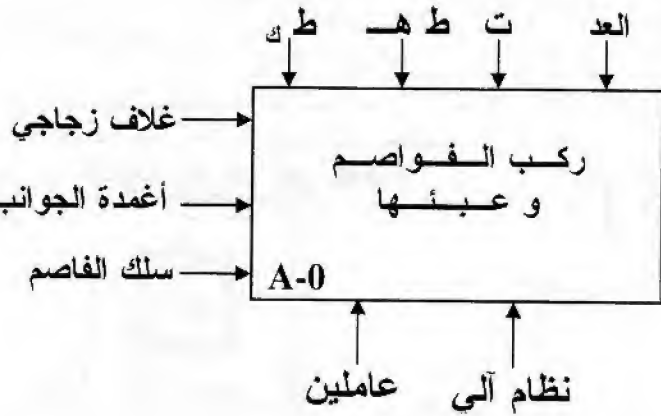 العد
ت
ط هـ
ط ك
غلاف زجاجي
ركب الفواصم
و عبئها
أغمدة الجوانب
سلك الفاصم
A-0
نظام آلي
عاملين